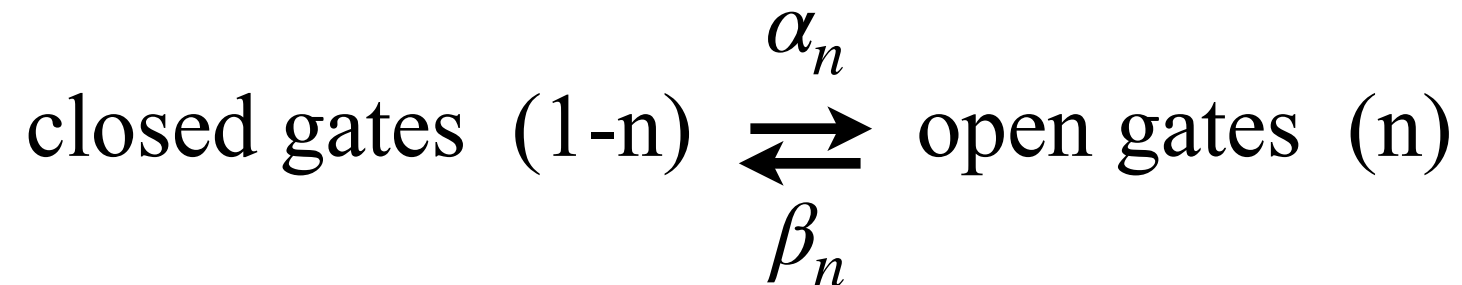 αn
closed gates (1-n) ⇌ open gates (n)
βn